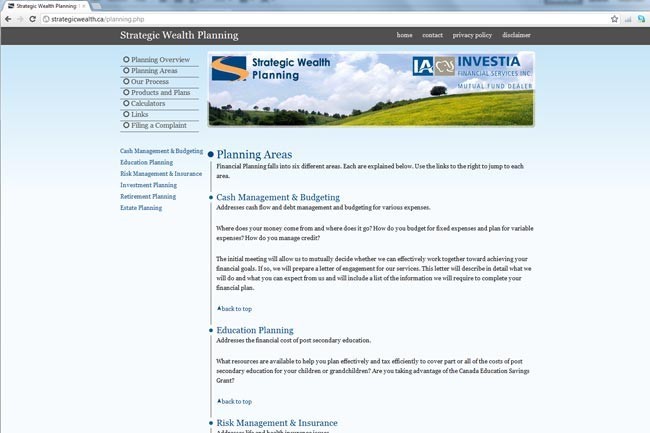 Strategic Wealth Planning
strategicwealth.ca/planning.php
Strategic Wealth Planning
home contact privacy policy disclaimer
Planning Overview
Planning Areas
Our Process
Products and Plans
Calculators
Links
Filing a Complaint
Strategic Wealth
Planning
IA INVESTIA
FINANCIAL SERVICES INC.
MUTUAL FUND DEALER
Cash Management & Budgeting
Education Planning
Risk Management & Insurance
Investment Planning
Retirement Planning
Estate Planning
Planning Areas
Financial Planning falls into six different areas. Each are explained below. Use the links to the right to jump to each
area.
Cash Management & Budgeting
Addresses cash flow and debt management and budgeting for various expenses.
Where does your money come from and where does it go? How do you budget for fixed expenses and plan for variable
expenses? How do you manage credit?
The initial meeting will allow us to mutually decide whether we can effectively work together toward achieving your
financial goals. If so, we will prepare a letter of engagement for our services. This letter will describe in detail what we
will do and what you can expect from us and will include a list of the information we will require to complete your
financial plan.
back to top
Education Planning
Addresses the financial cost of post secondary education.
What resources are available to help you plan effectively and tax efficiently to cover part or all of the costs of post
secondary education for your children or grandchildren? Are you taking advantage of the Canada Education Savings
Grant?
back to top
Risk Management & Insurance
Addresses life and health insurance issues.